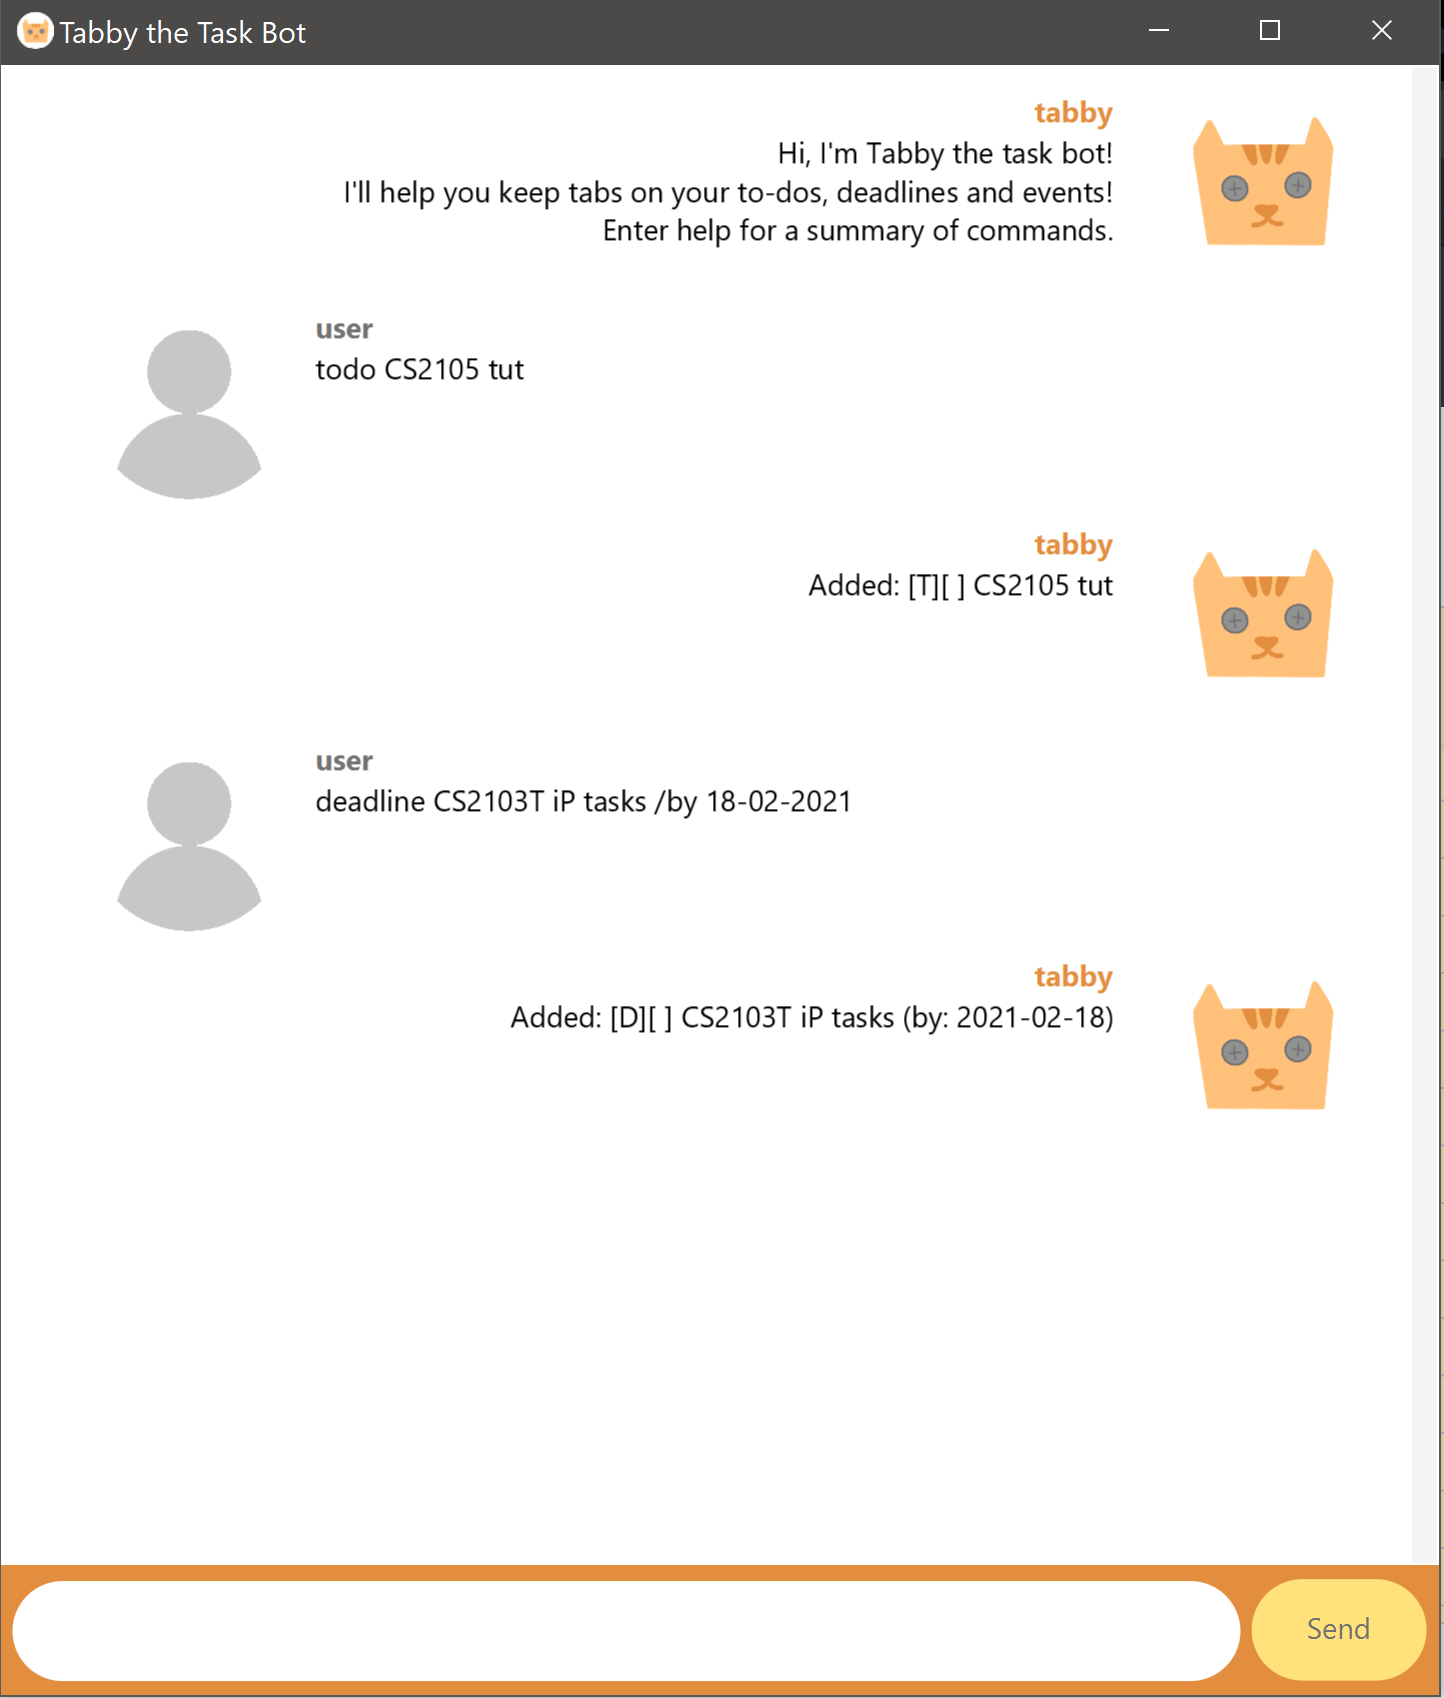 Tabby the Task Bot
tabby
Hi, I'm Tabby the task bot!
I'll help you keep tabs on your to-dos, deadlines and events!
Enter help for a summary of commands.
user
todo CS2105 tut
tabby
Added: [T][ ] CS2105 tut
user
deadline CS2103T iP tasks /by 18-02-2021
tabby
Added: [D][ ] CS2103T iP tasks (by: 2021-02-18)
Send